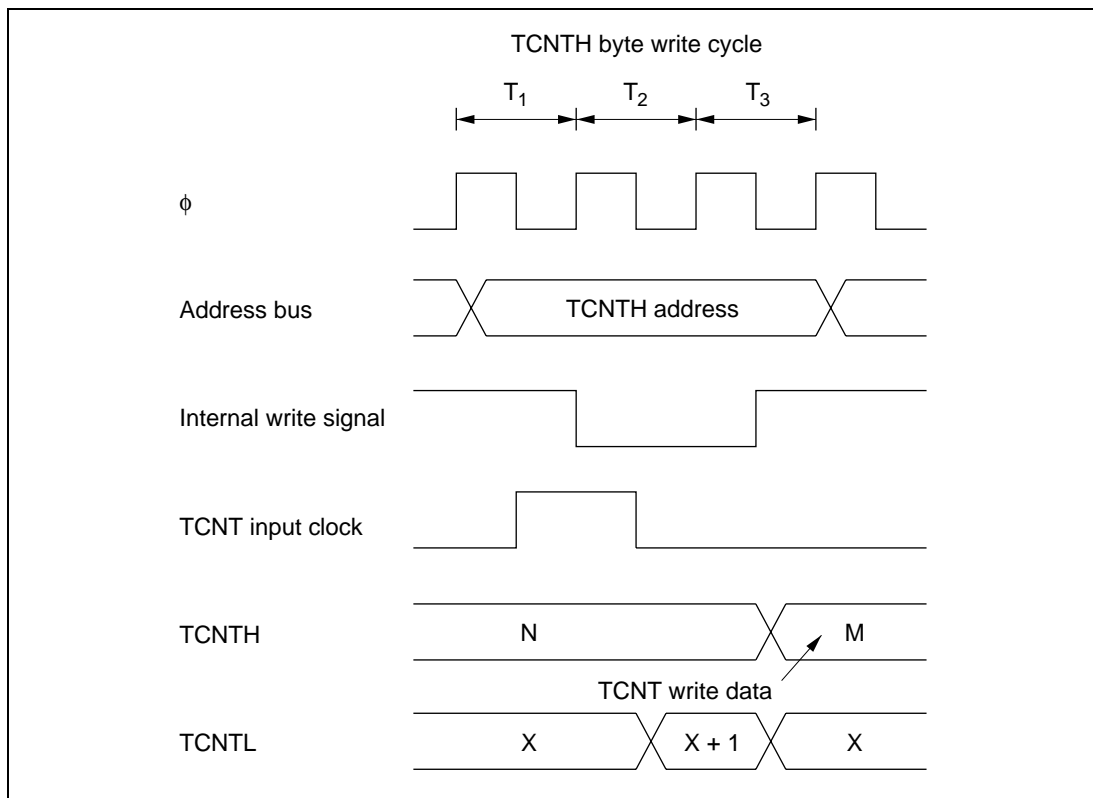 TCNTH byte write cycle
T1 T2 T3
ϕ
Address bus TCNTH address
Internal write signal
TCNT input clock
TCNTH N M
TCNT write data
TCNTL X X + 1 X